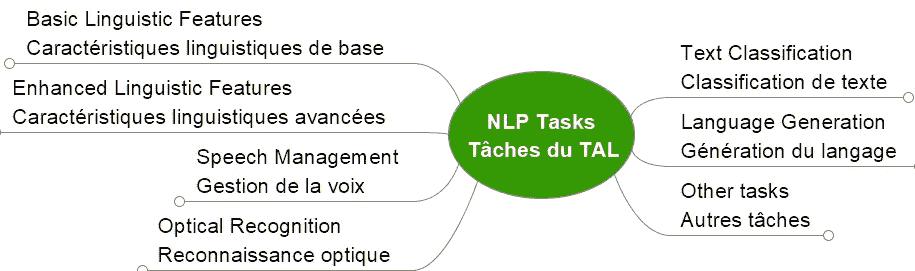 Basic Linguistic Features
Caractéristiques linguistiques de base
Enhanced Linguistic Features
Caractéristiques linguistiques avancées
Speech Management
Gestion de la voix
Optical Recognition
Reconnaissance optique
NLP Tasks
Tâches du TAL
Text Classification
Classification de texte
Language Generation
Génération du langage
Other tasks
Autres tâches